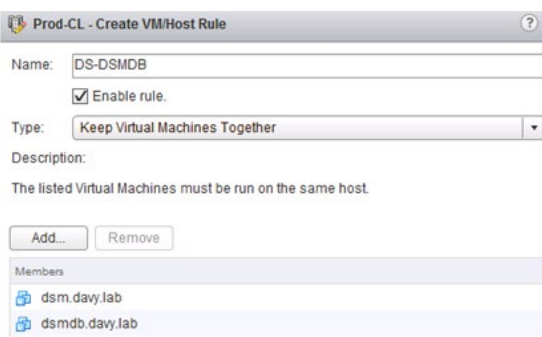 Prod-CL - Create VM/Host Rule ?
Name: DS-DSMDB
Enable rule.
Type: Keep Virtual Machines Together
Description:
The listed Virtual Machines must be run on the same host.
Add... Remove
Members
dsm.davy.lab
dsmdb.davy.lab